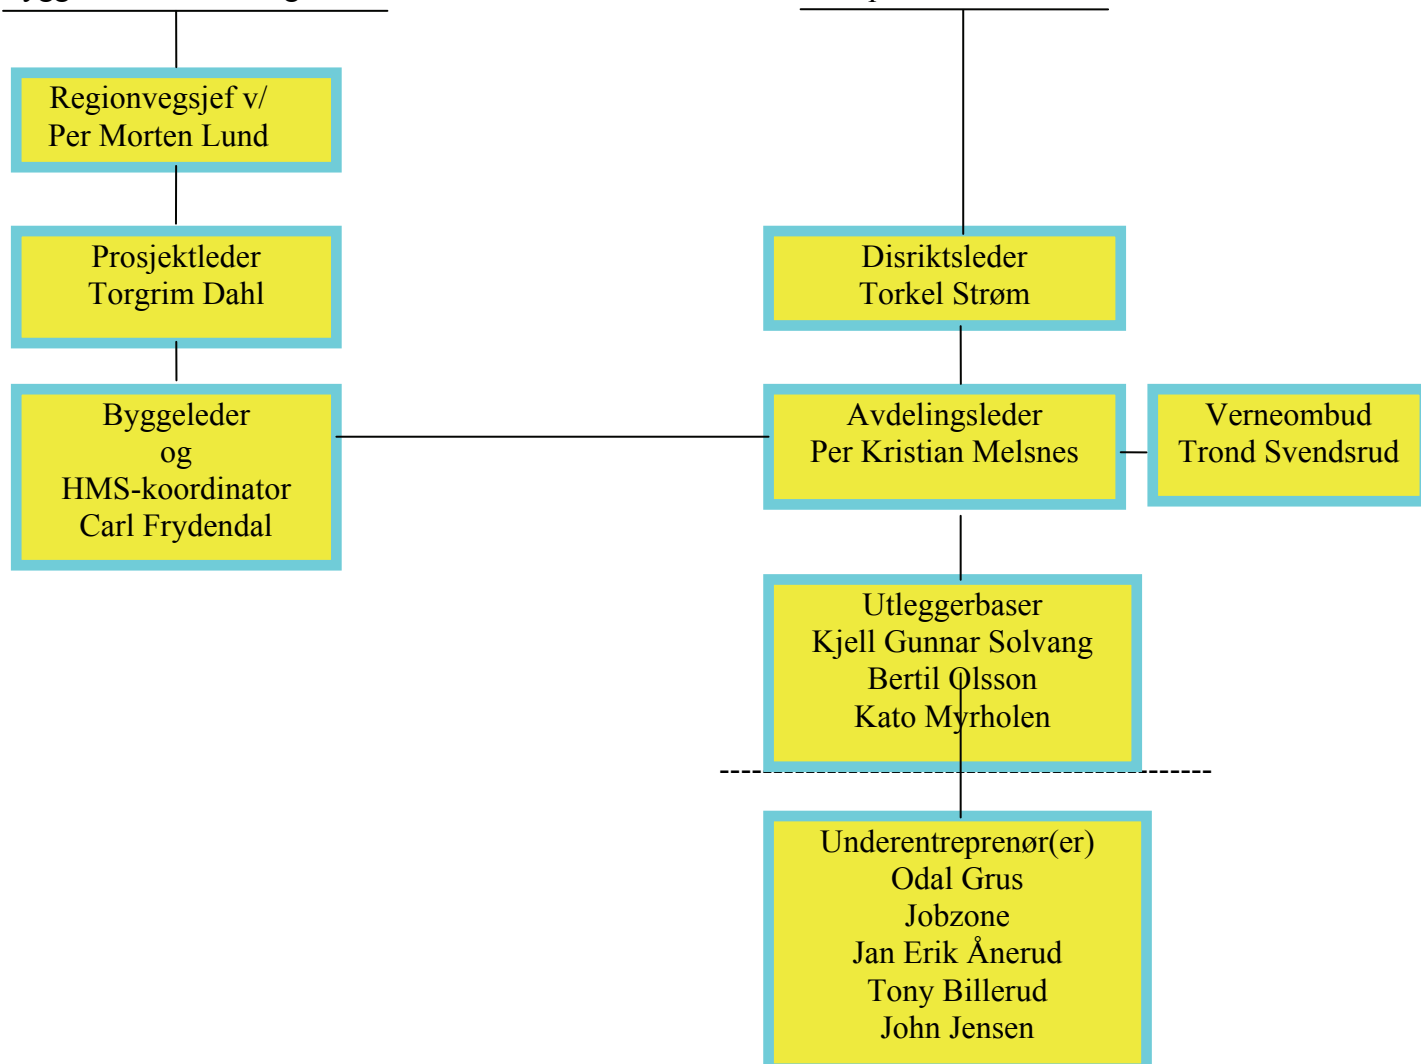 Regionvegsjef v/
Per Morten Lund
Prosjektleder
Torgrim Dahl
Byggeleder
og
HMS-koordinator
Carl Frydendal
Disriktsleder
Torkel Strøm
Avdelingsleder
Per Kristian Melsnes
Verneombud
Trond Svendsrud
Utleggerbaser
Kjell Gunnar Solvang
Bertil Olsson
Kato Myrholen
Underentreprenør(er)
Odal Grus
Jobzone
Jan Erik Ånerud
Tony Billerud
John Jensen